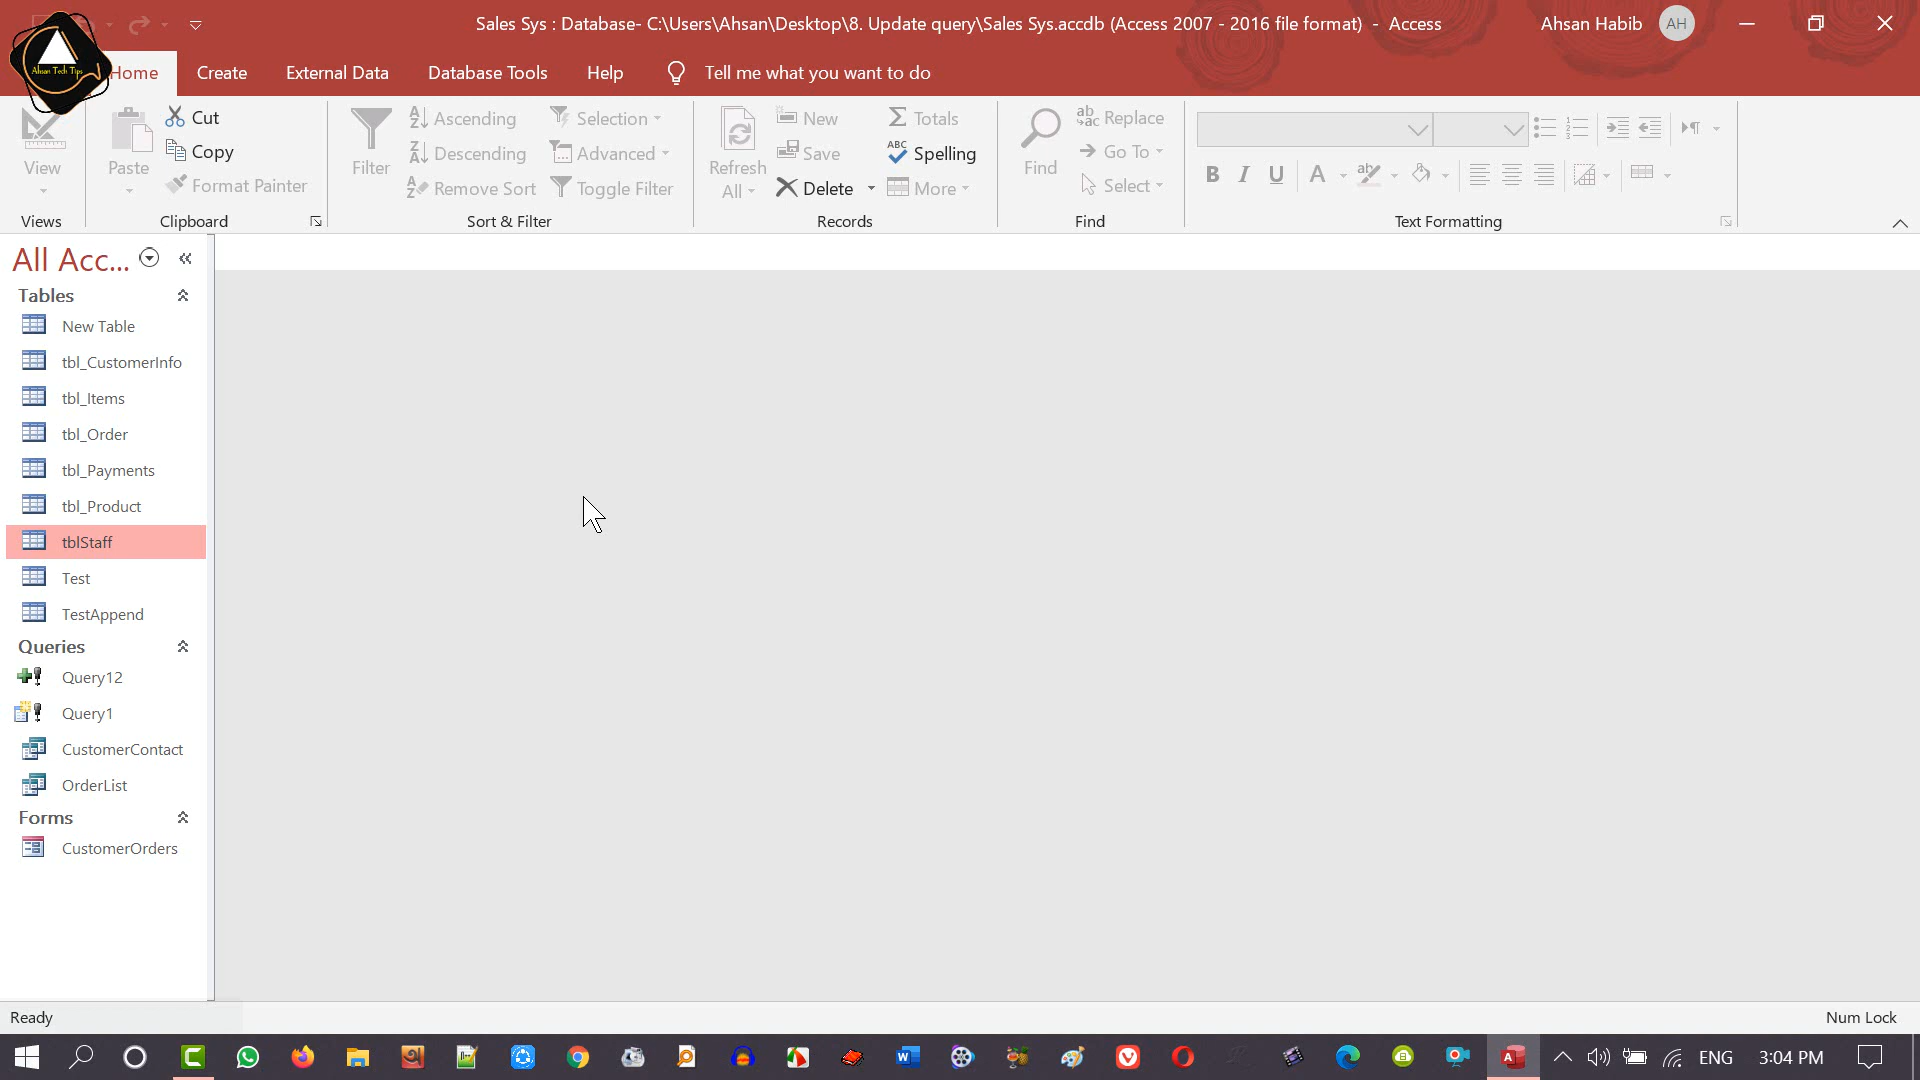 Sales Sys : Database- C:\Users\Ahsan\Desktop\8. Update query\Sales Sys.accdb (Access 2007 - 2016 file format) - Access
Ahsan Habib AH
Ahsan Tech Tips
Home Create External Data Database Tools Help Tell me what you want to do
View
Views
Paste
Cut
Copy
Format Painter
Clipboard
Filter
Ascending
Descending
Remove Sort
Selection
Advanced
Toggle Filter
Sort & Filter
Refresh
All
New
Save
Delete
Totals
Spelling
More
Records
Find
Replace
Go To
Select
Find
B I U A
Text Formatting
All Acc...
Tables
New Table
tbl_CustomerInfo
tbl_Items
tbl_Order
tbl_Payments
tbl_Product
tblStaff
Test
TestAppend
Queries
Query12
Query1
CustomerContact
OrderList
Forms
CustomerOrders
Ready
Num Lock
ENG 3:04 PM